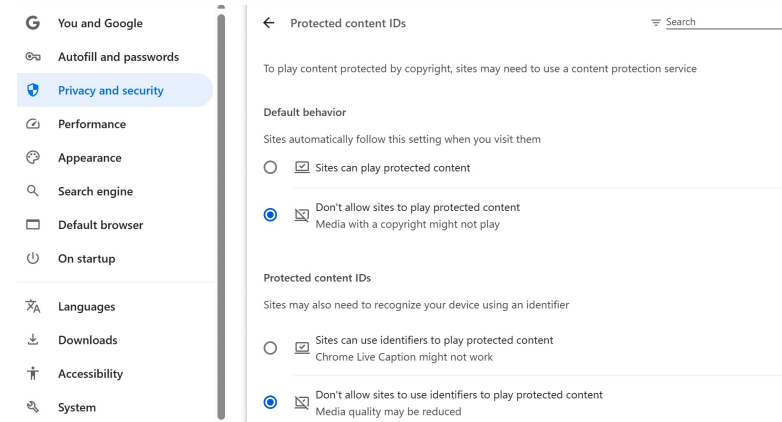 You and Google
Autofill and passwords
Privacy and security
Performance
Appearance
Search engine
Default browser
On startup
Languages
Downloads
Accessibility
System
Protected content IDs
Search
To play content protected by copyright, sites may need to use a content protection service
Default behavior
Sites automatically follow this setting when you visit them
Sites can play protected content
Don't allow sites to play protected content
Media with a copyright might not play
Protected content IDs
Sites may also need to recognize your device using an identifier
Sites can use identifiers to play protected content
Chrome Live Caption might not work
Don't allow sites to use identifiers to play protected content
Media quality may be reduced